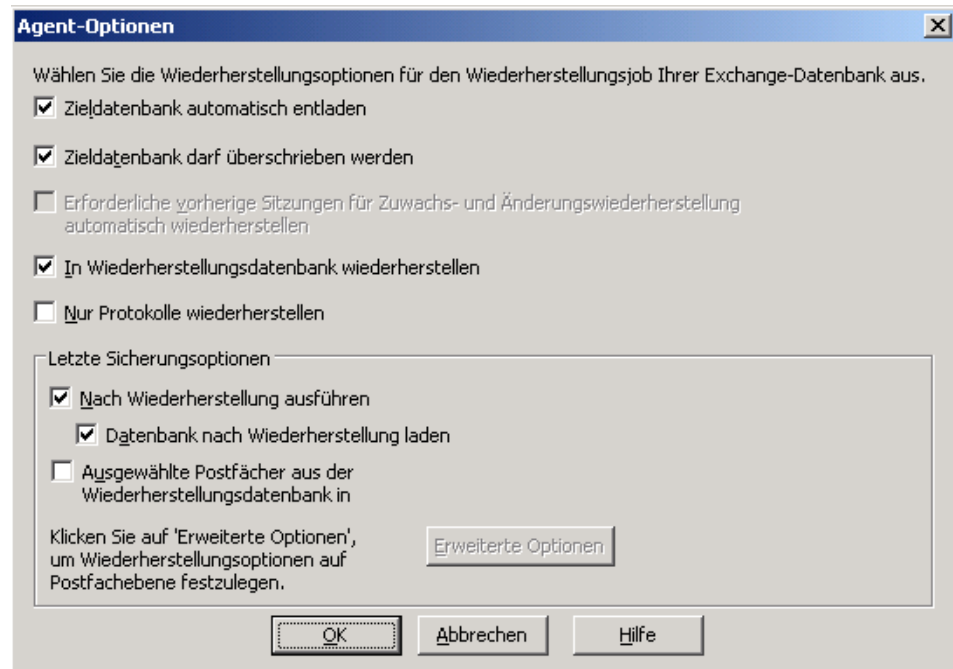 Agent-Optionen
Wählen Sie die Wiederherstellungsoptionen für den Wiederherstellungsjob Ihrer Exchange-Datenbank aus.
Zieldatenbank automatisch entladen
Zieldatenbank darf überschrieben werden
Erforderliche vorherige Sitzungen für Zuwachs- und Änderungswiederherstellung
automatisch wiederherstellen
In Wiederherstellungsdatenbank wiederherstellen
Nur Protokolle wiederherstellen
Letzte Sicherungsoptionen
Nach Wiederherstellung ausführen
Datenbank nach Wiederherstellung laden
Ausgewählte Postfächer aus der
Wiederherstellungsdatenbank in
Klicken Sie auf 'Erweiterte Optionen',
um Wiederherstellungsoptionen auf
Postfachebene festzulegen.
Erweiterte Optionen
OK
Abbrechen
Hilfe